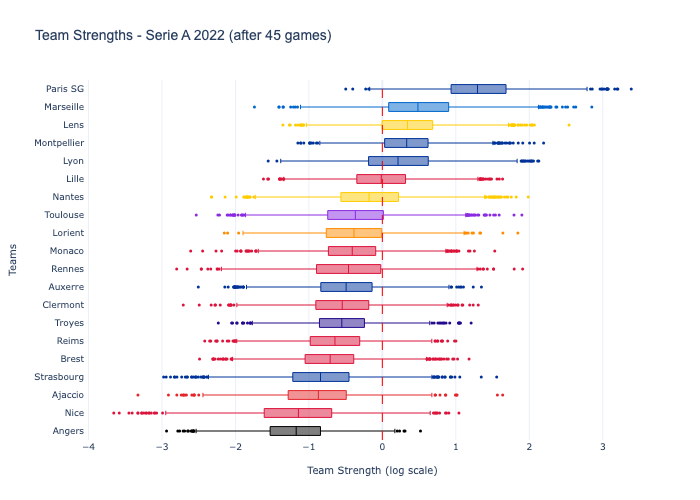 Team Strengths - Serie A 2022 (after 45 games)
Teams
Paris SG
Marseille
Lens
Montpellier
Lyon
Lille
Nantes
Toulouse
Lorient
Monaco
Rennes
Auxerre
Clermont
Troyes
Reims
Brest
Strasbourg
Ajaccio
Nice
Angers
−4 −3 −2 −1 0 1 2 3
Team Strength (log scale)